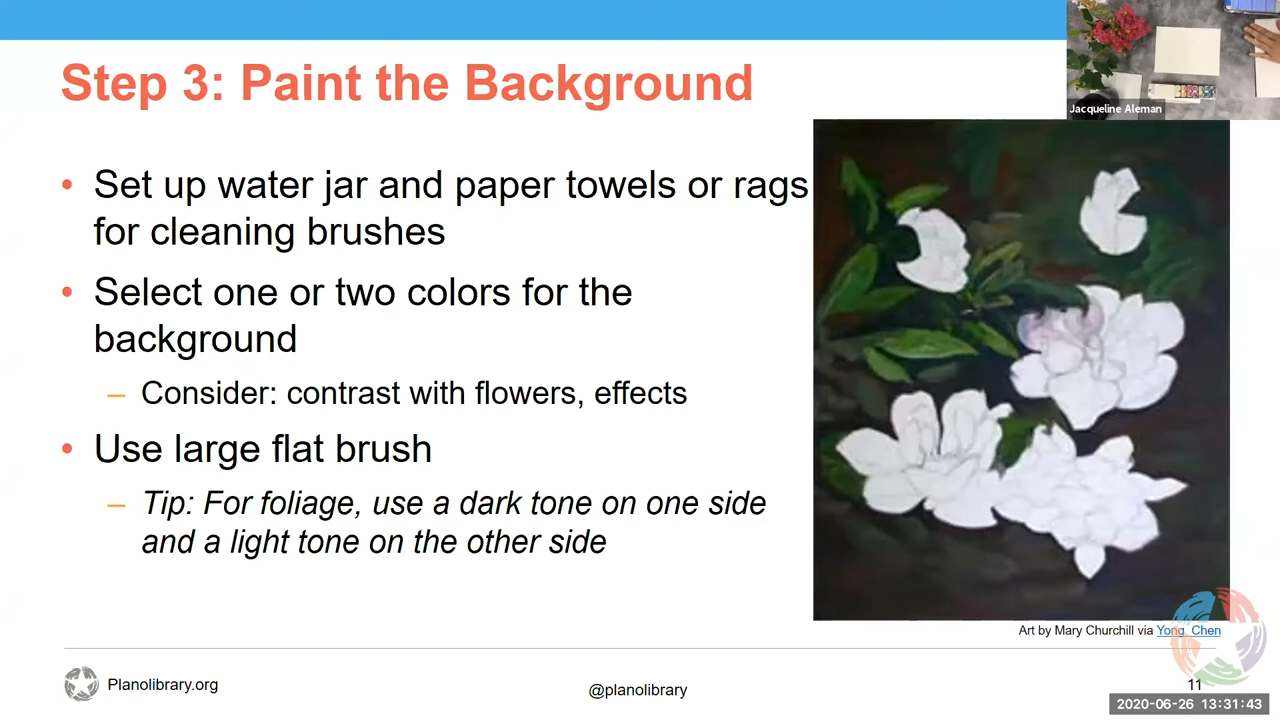 Step 3: Paint the Background
Jacqueline Aleman
• Set up water jar and paper towels or rags
for cleaning brushes
• Select one or two colors for the
background
– Consider: contrast with flowers, effects
• Use large flat brush
– Tip: For foliage, use a dark tone on one side
and a light tone on the other side
Art by Mary Churchill via Yong Chen
Planolibrary.org
@planolibrary
11
2020-06-26 13:31:43